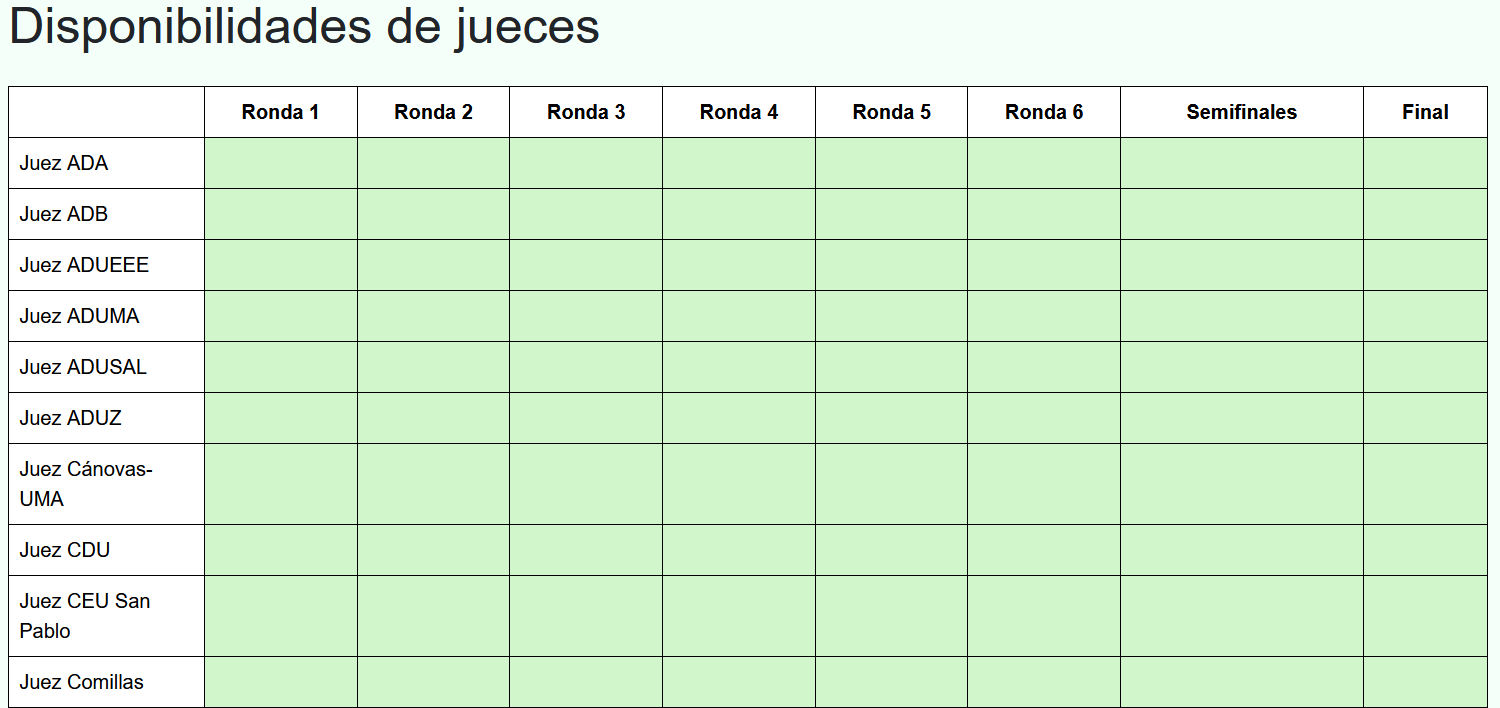 Disponibilidades de jueces
Ronda 1 Ronda 2 Ronda 3 Ronda 4 Ronda 5 Ronda 6 Semifinales Final
Juez ADA
Juez ADB
Juez ADUEEE
Juez ADUMA
Juez ADUSAL
Juez ADUZ
Juez Cánovas-
UMA
Juez CDU
Juez CEU San
Pablo
Juez Comillas